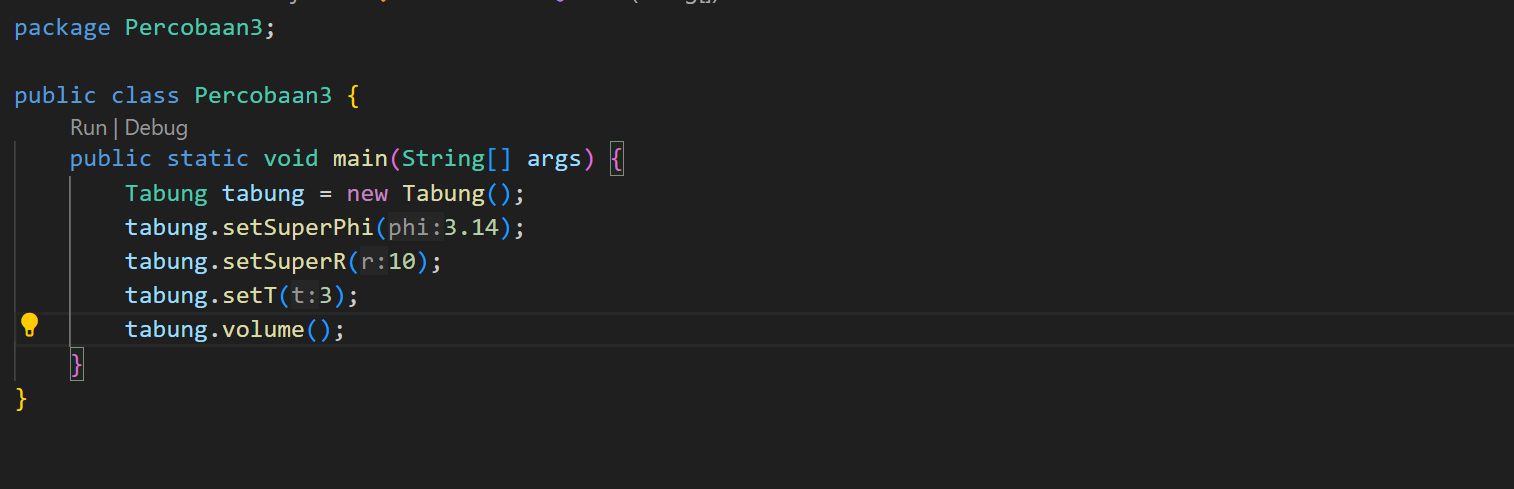 package Percobaan3;
public class Percobaan3 {
Run | Debug
public static void main(String[] args) {
Tabung tabung = new Tabung();
tabung.setSuperPhi(phi:3.14);
tabung.setSuperR(r:10);
tabung.setT(t:3);
tabung.volume();
}
}